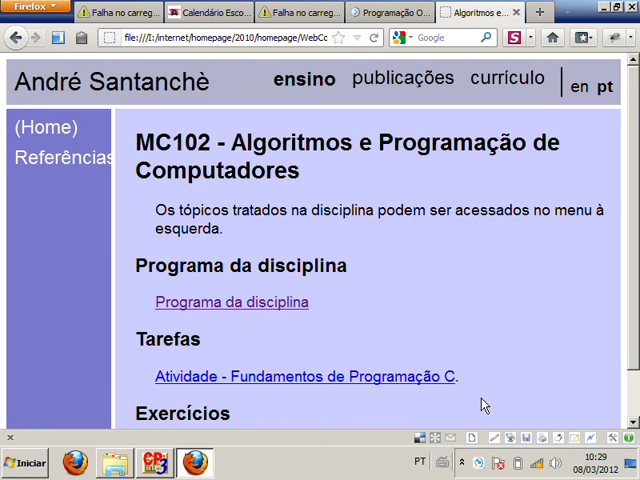 Firefox
Falha no carreg...
Calendário Esco...
Falha no carreg...
Programação O...
Algoritmos e...
file:///I:/internet/homepage/2010/homepage/WebCo
Google
André Santanchè
ensino
publicações
currículo
en pt
(Home)
Referências
MC102 - Algoritmos e Programação de
Computadores
Os tópicos tratados na disciplina podem ser acessados no menu à
esquerda.
Programa da disciplina
Programa da disciplina
Tarefas
Atividade - Fundamentos de Programação C.
Exercícios
Iniciar
PT
10:29
08/03/2012